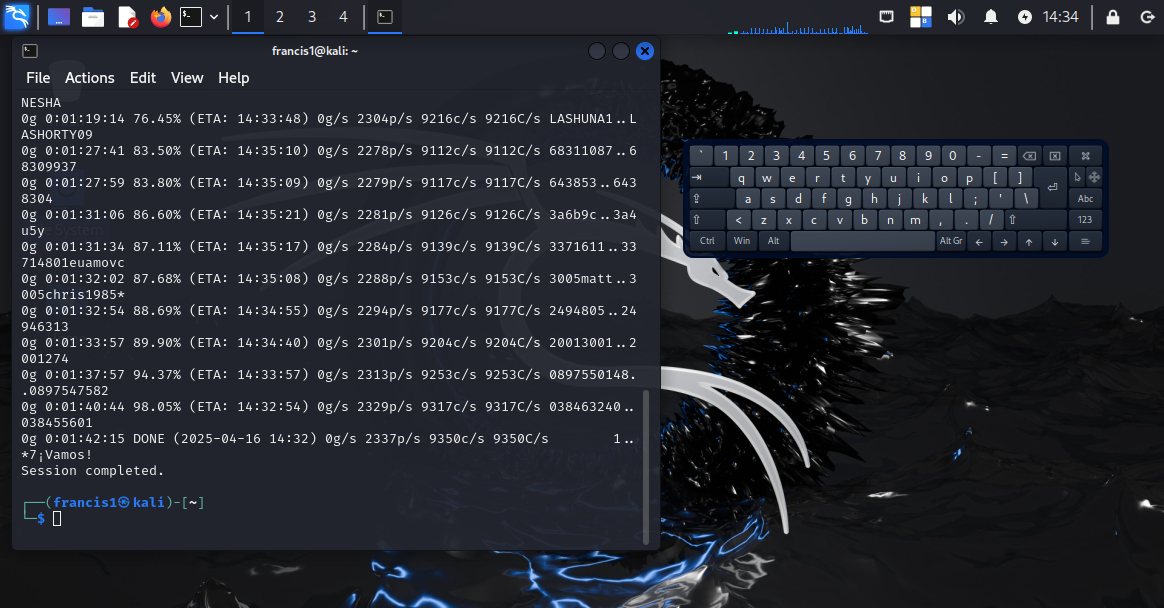 1 2 3 4
14:34
francis1@kali: ~
File Actions Edit View Help
NESHA
0g 0:01:19:14 76.45% (ETA: 14:33:48) 0g/s 2304p/s 9216c/s 9216C/s LASHUNA1..L
ASHORTY09
0g 0:01:27:41 83.50% (ETA: 14:35:10) 0g/s 2278p/s 9112c/s 9112C/s 68311087..6
8309937
0g 0:01:27:59 83.80% (ETA: 14:35:09) 0g/s 2279p/s 9117c/s 9117C/s 643853..643
8304
0g 0:01:31:06 86.60% (ETA: 14:35:21) 0g/s 2281p/s 9126c/s 9126C/s 3a6b9c..3a4
u5y
0g 0:01:31:34 87.11% (ETA: 14:35:17) 0g/s 2284p/s 9139c/s 9139C/s 3371611..33
714801euamovc
0g 0:01:32:02 87.68% (ETA: 14:35:08) 0g/s 2288p/s 9153c/s 9153C/s 3005matt..3
005chris1985*
0g 0:01:32:54 88.69% (ETA: 14:34:55) 0g/s 2294p/s 9177c/s 9177C/s 2494805..24
946313
0g 0:01:33:57 89.90% (ETA: 14:34:40) 0g/s 2301p/s 9204c/s 9204C/s 20013001..2
001274
0g 0:01:37:57 94.37% (ETA: 14:33:57) 0g/s 2313p/s 9253c/s 9253C/s 0897550148.
.0897547582
0g 0:01:40:44 98.05% (ETA: 14:32:54) 0g/s 2329p/s 9317c/s 9317C/s 038463240..
038455601
0g 0:01:42:15 DONE (2025-04-16 14:32) 0g/s 2337p/s 9350c/s 9350C/s         1..
*7¡Vamos!
Session completed.
┌──(francis1㉿kali)-[~]
└─$
` 1 2 3 4 5 6 7 8 9 0 - =
q w e r t y u i o p [ ]
a s d f g h j k l ; ' \ Abc
< z x c v b n m , . / 123
Ctrl Win Alt Alt Gr